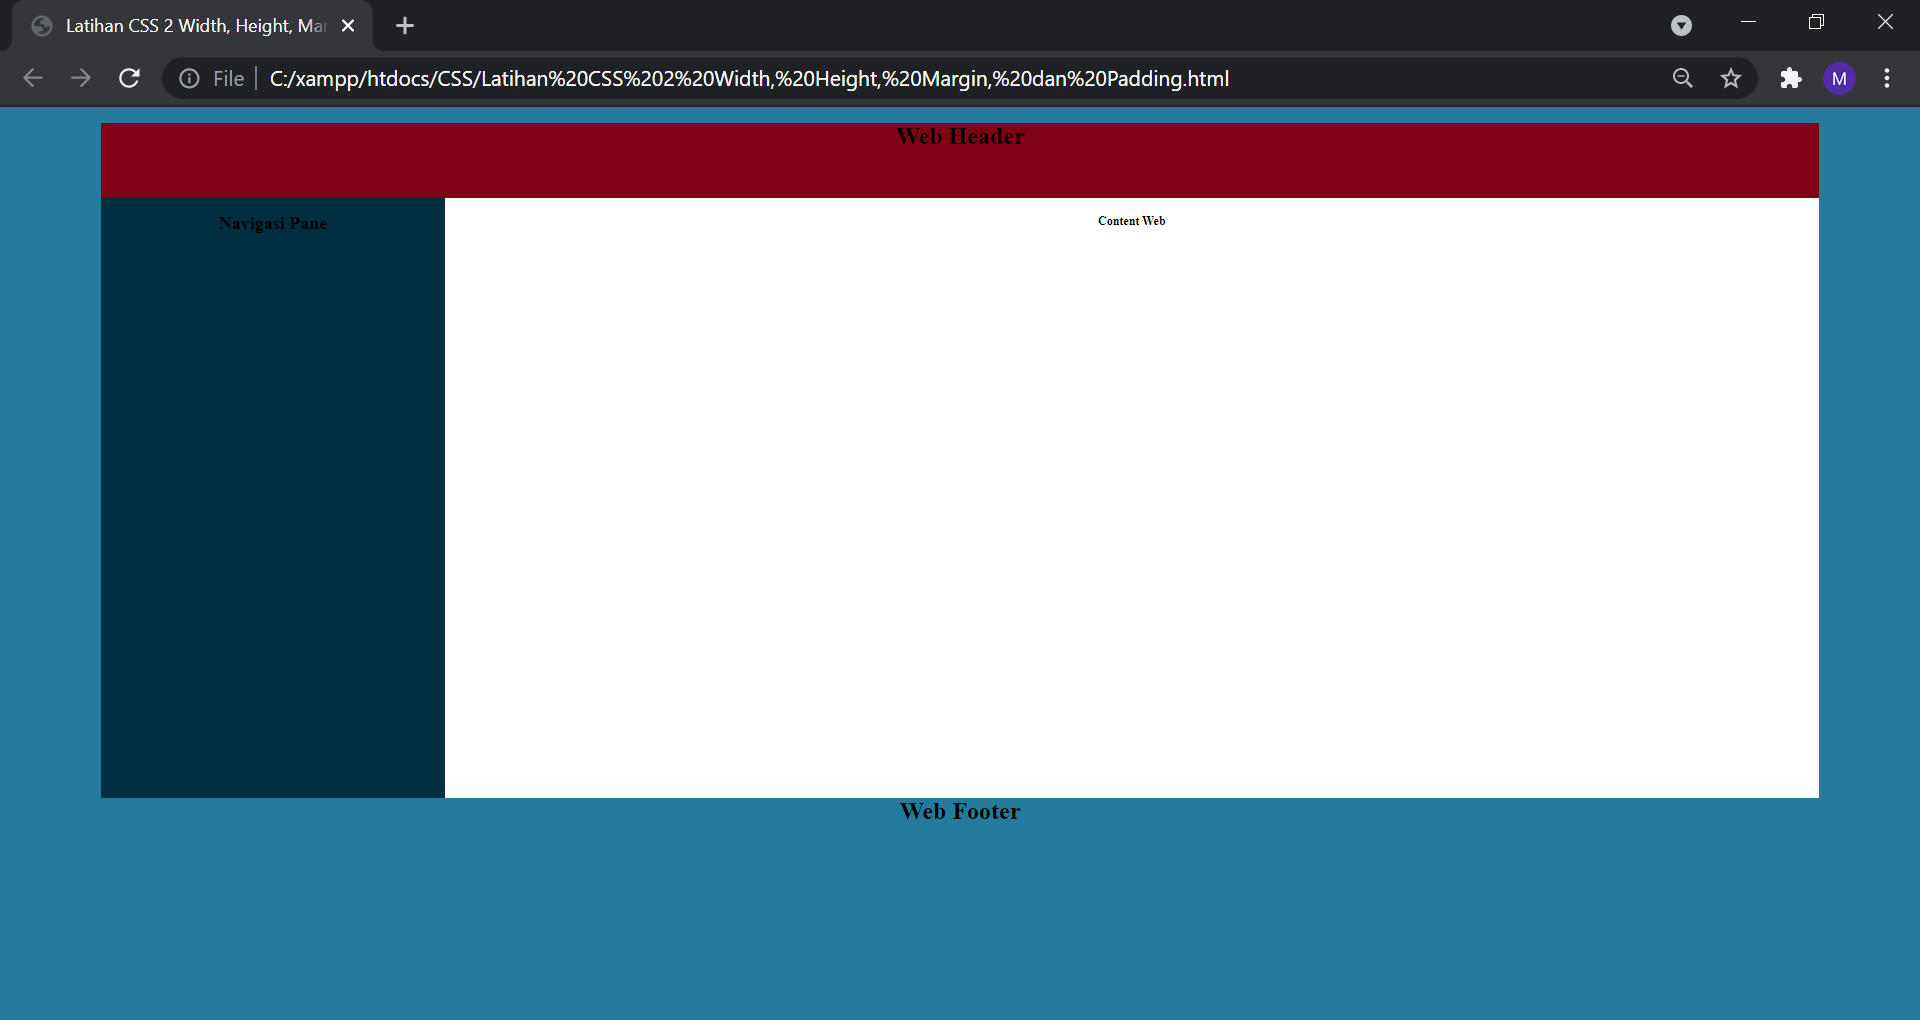 Latihan CSS 2 Width, Height, Mar
File
C:/xampp/htdocs/CSS/Latihan%20CSS%202%20Width,%20Height,%20Margin,%20dan%20Padding.html
M
Web Header
Navigasi Pane
Content Web
Web Footer